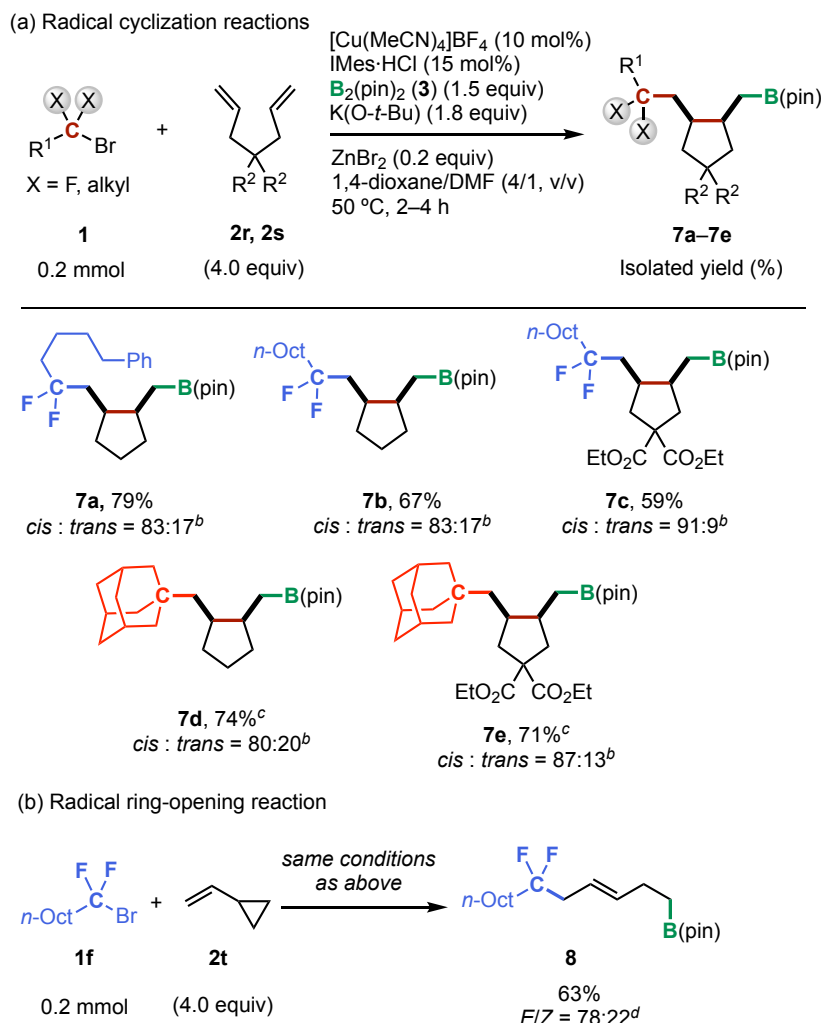 (a) Radical cyclization reactions
[Cu(MeCN)4]BF4 (10 mol%)
IMes·HCl (15 mol%)
B2(pin)2 (3) (1.5 equiv)
K(O-t-Bu) (1.8 equiv)
ZnBr2 (0.2 equiv)
1,4-dioxane/DMF (4/1, v/v)
50 ºC, 2–4 h
X X
C
R1 Br
X = F, alkyl
1
0.2 mmol
+
R2 R2
2r, 2s
(4.0 equiv)
R1
X C B(pin)
X
R2 R2
7a–7e
Isolated yield (%)
Ph
C B(pin)
F
F
7a, 79%
cis : trans = 83:17b
n-Oct
C B(pin)
F
F
7b, 67%
cis : trans = 83:17b
n-Oct
C B(pin)
F
F
EtO2C CO2Et
7c, 59%
cis : trans = 91:9b
C B(pin)
7d, 74%c
cis : trans = 80:20b
C B(pin)
EtO2C CO2Et
7e, 71%c
cis : trans = 87:13b
(b) Radical ring-opening reaction
F F
C
n-Oct Br
1f
0.2 mmol
+
2t
(4.0 equiv)
same conditions
as above
F F
C
n-Oct
B(pin)
8
63%
E/Z = 78:22d